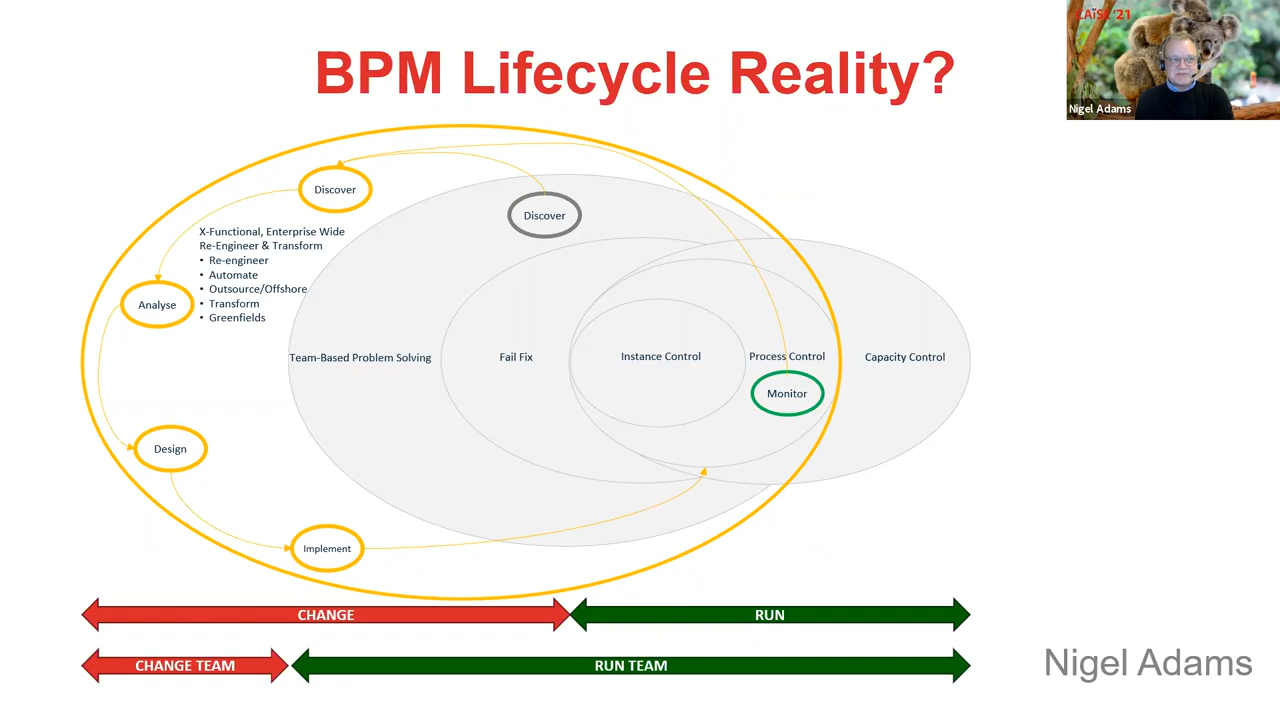 BPM Lifecycle Reality?
CAiSE '21
Nigel Adams
Discover
Discover
X-Functional, Enterprise Wide
Re-Engineer & Transform
• Re-engineer
• Automate
• Outsource/Offshore
• Transform
• Greenfields
Analyse
Team-Based Problem Solving
Fail Fix
Instance Control
Process Control
Capacity Control
Monitor
Design
Implement
CHANGE
RUN
CHANGE TEAM
RUN TEAM
Nigel Adams